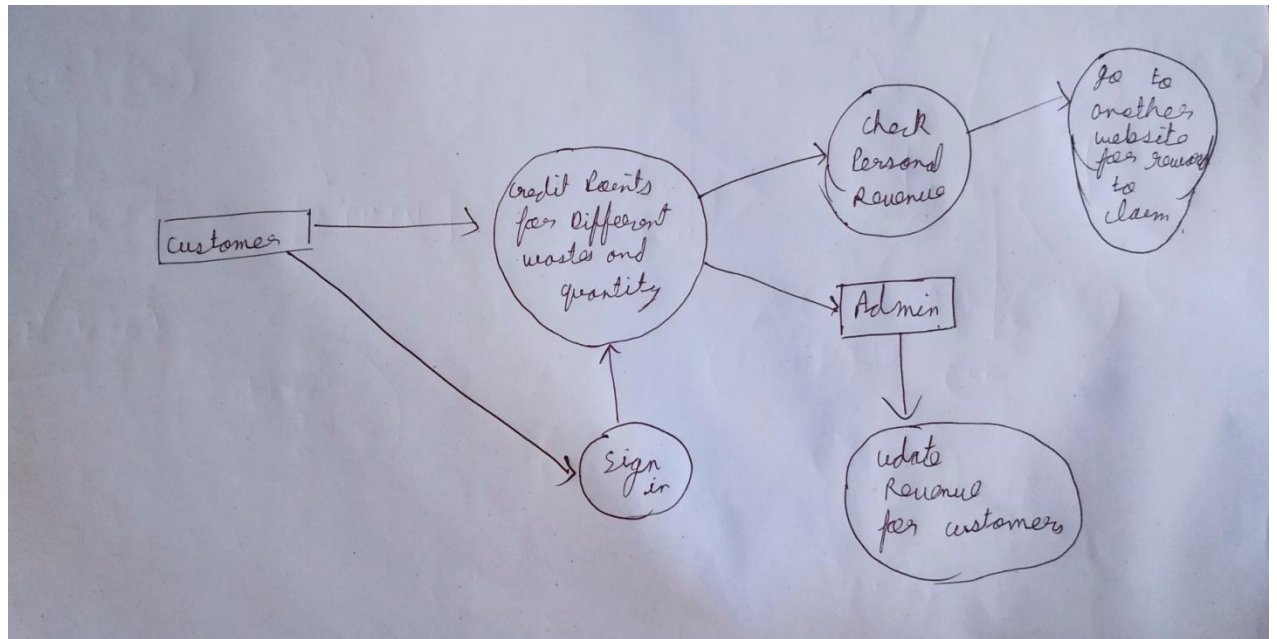 Customer
Credit Points
for Different
wastes and
quantity
Sign
in
Check
Personal
Revenue
go to
another
website
for reward
to
claim
Admin
udate
Revenue
for customers